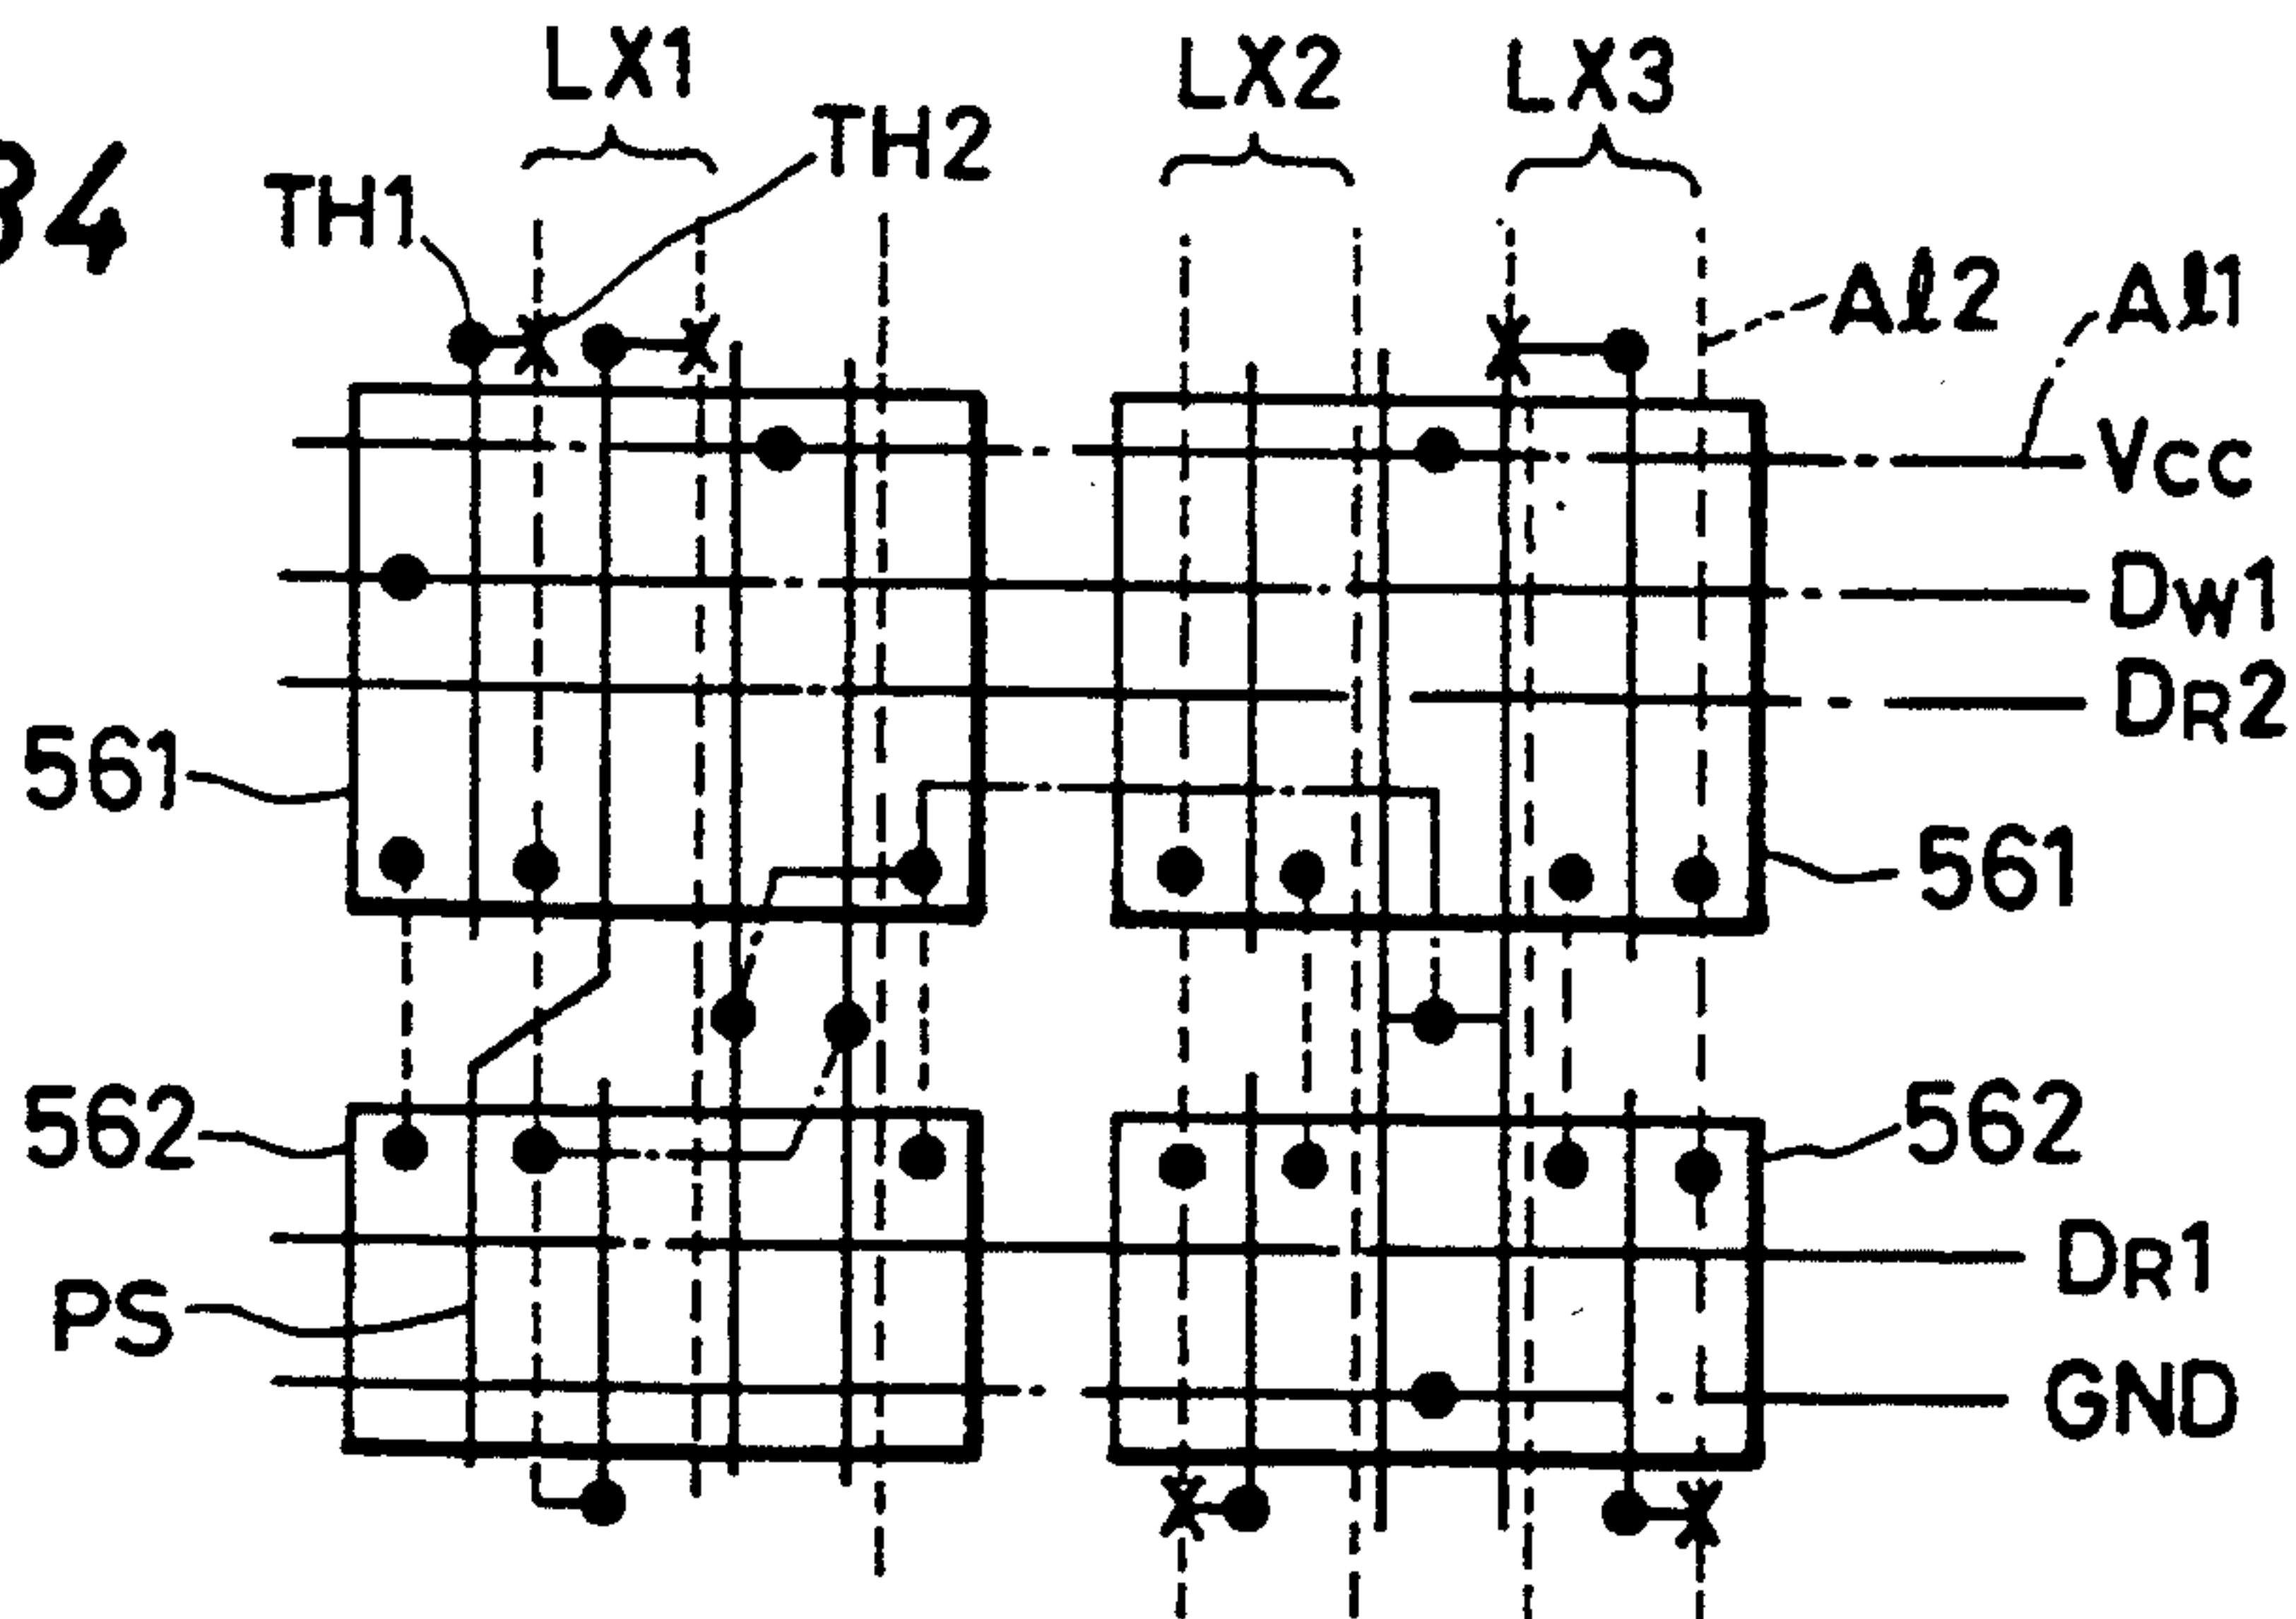 34
LX1
LX2
LX3
TH1
TH2
Al2
Al1
Vcc
Dw1
DR2
561
561
562
562
DR1
PS
GND